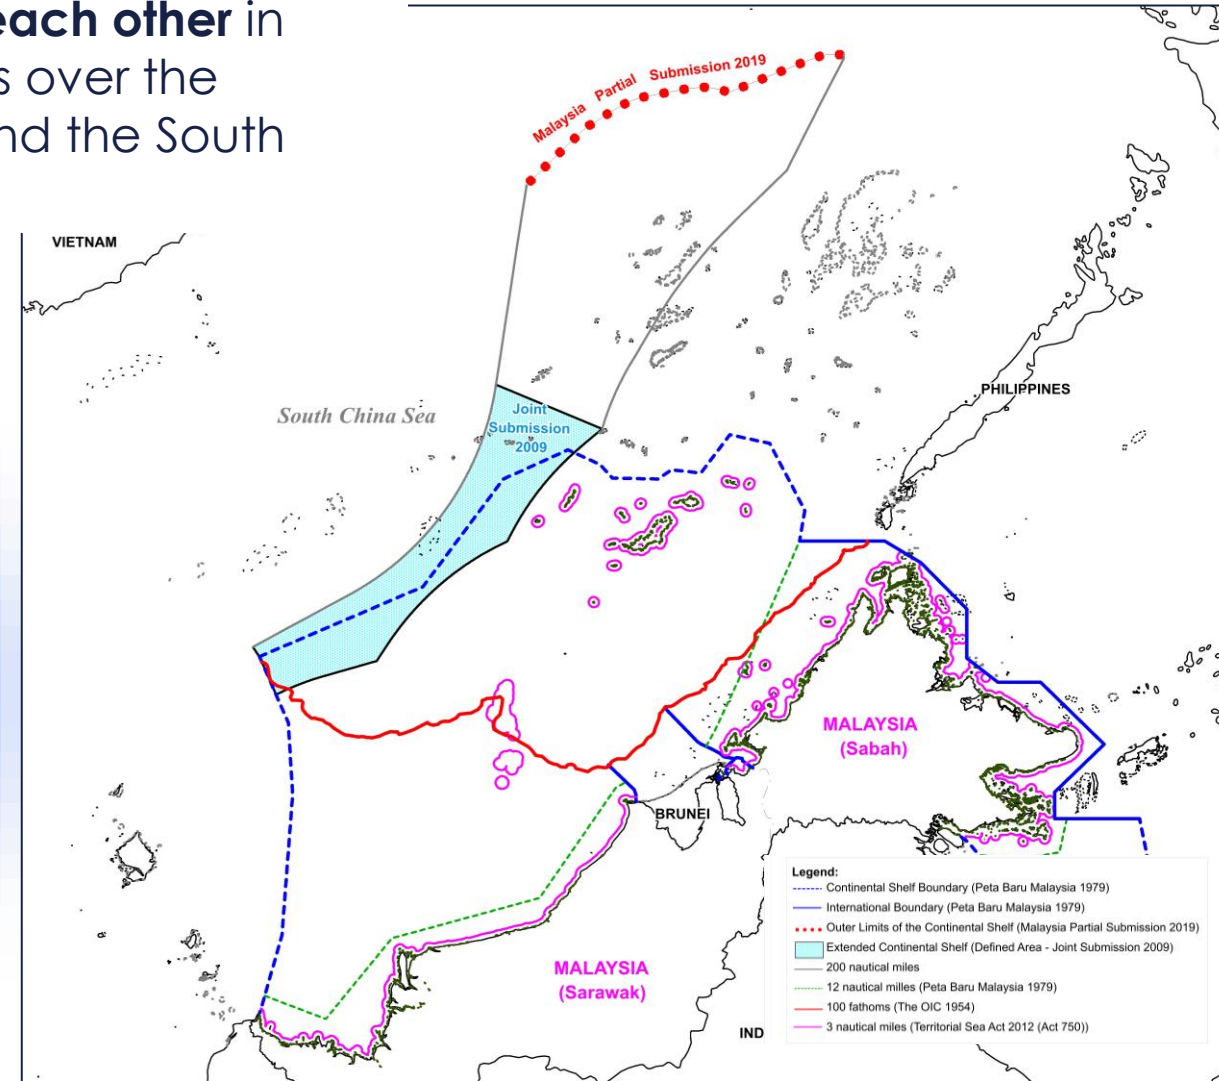 each other in
s over the
nd the South
Malaysia Partial Submission 2019
VIETNAM
South China Sea
Joint
Submission
2009
PHILIPPINES
MALAYSIA
(Sabah)
BRUNEI
MALAYSIA
(Sarawak)
IND
Legend:
Continental Shelf Boundary (Peta Baru Malaysia 1979)
International Boundary (Peta Baru Malaysia 1979)
Outer Limits of the Continental Shelf (Malaysia Partial Submission 2019)
Extended Continental Shelf (Defined Area - Joint Submission 2009)
200 nautical miles
12 nautical milles (Peta Baru Malaysia 1979)
100 fathoms (The OIC 1954)
3 nautical miles (Territorial Sea Act 2012 (Act 750))